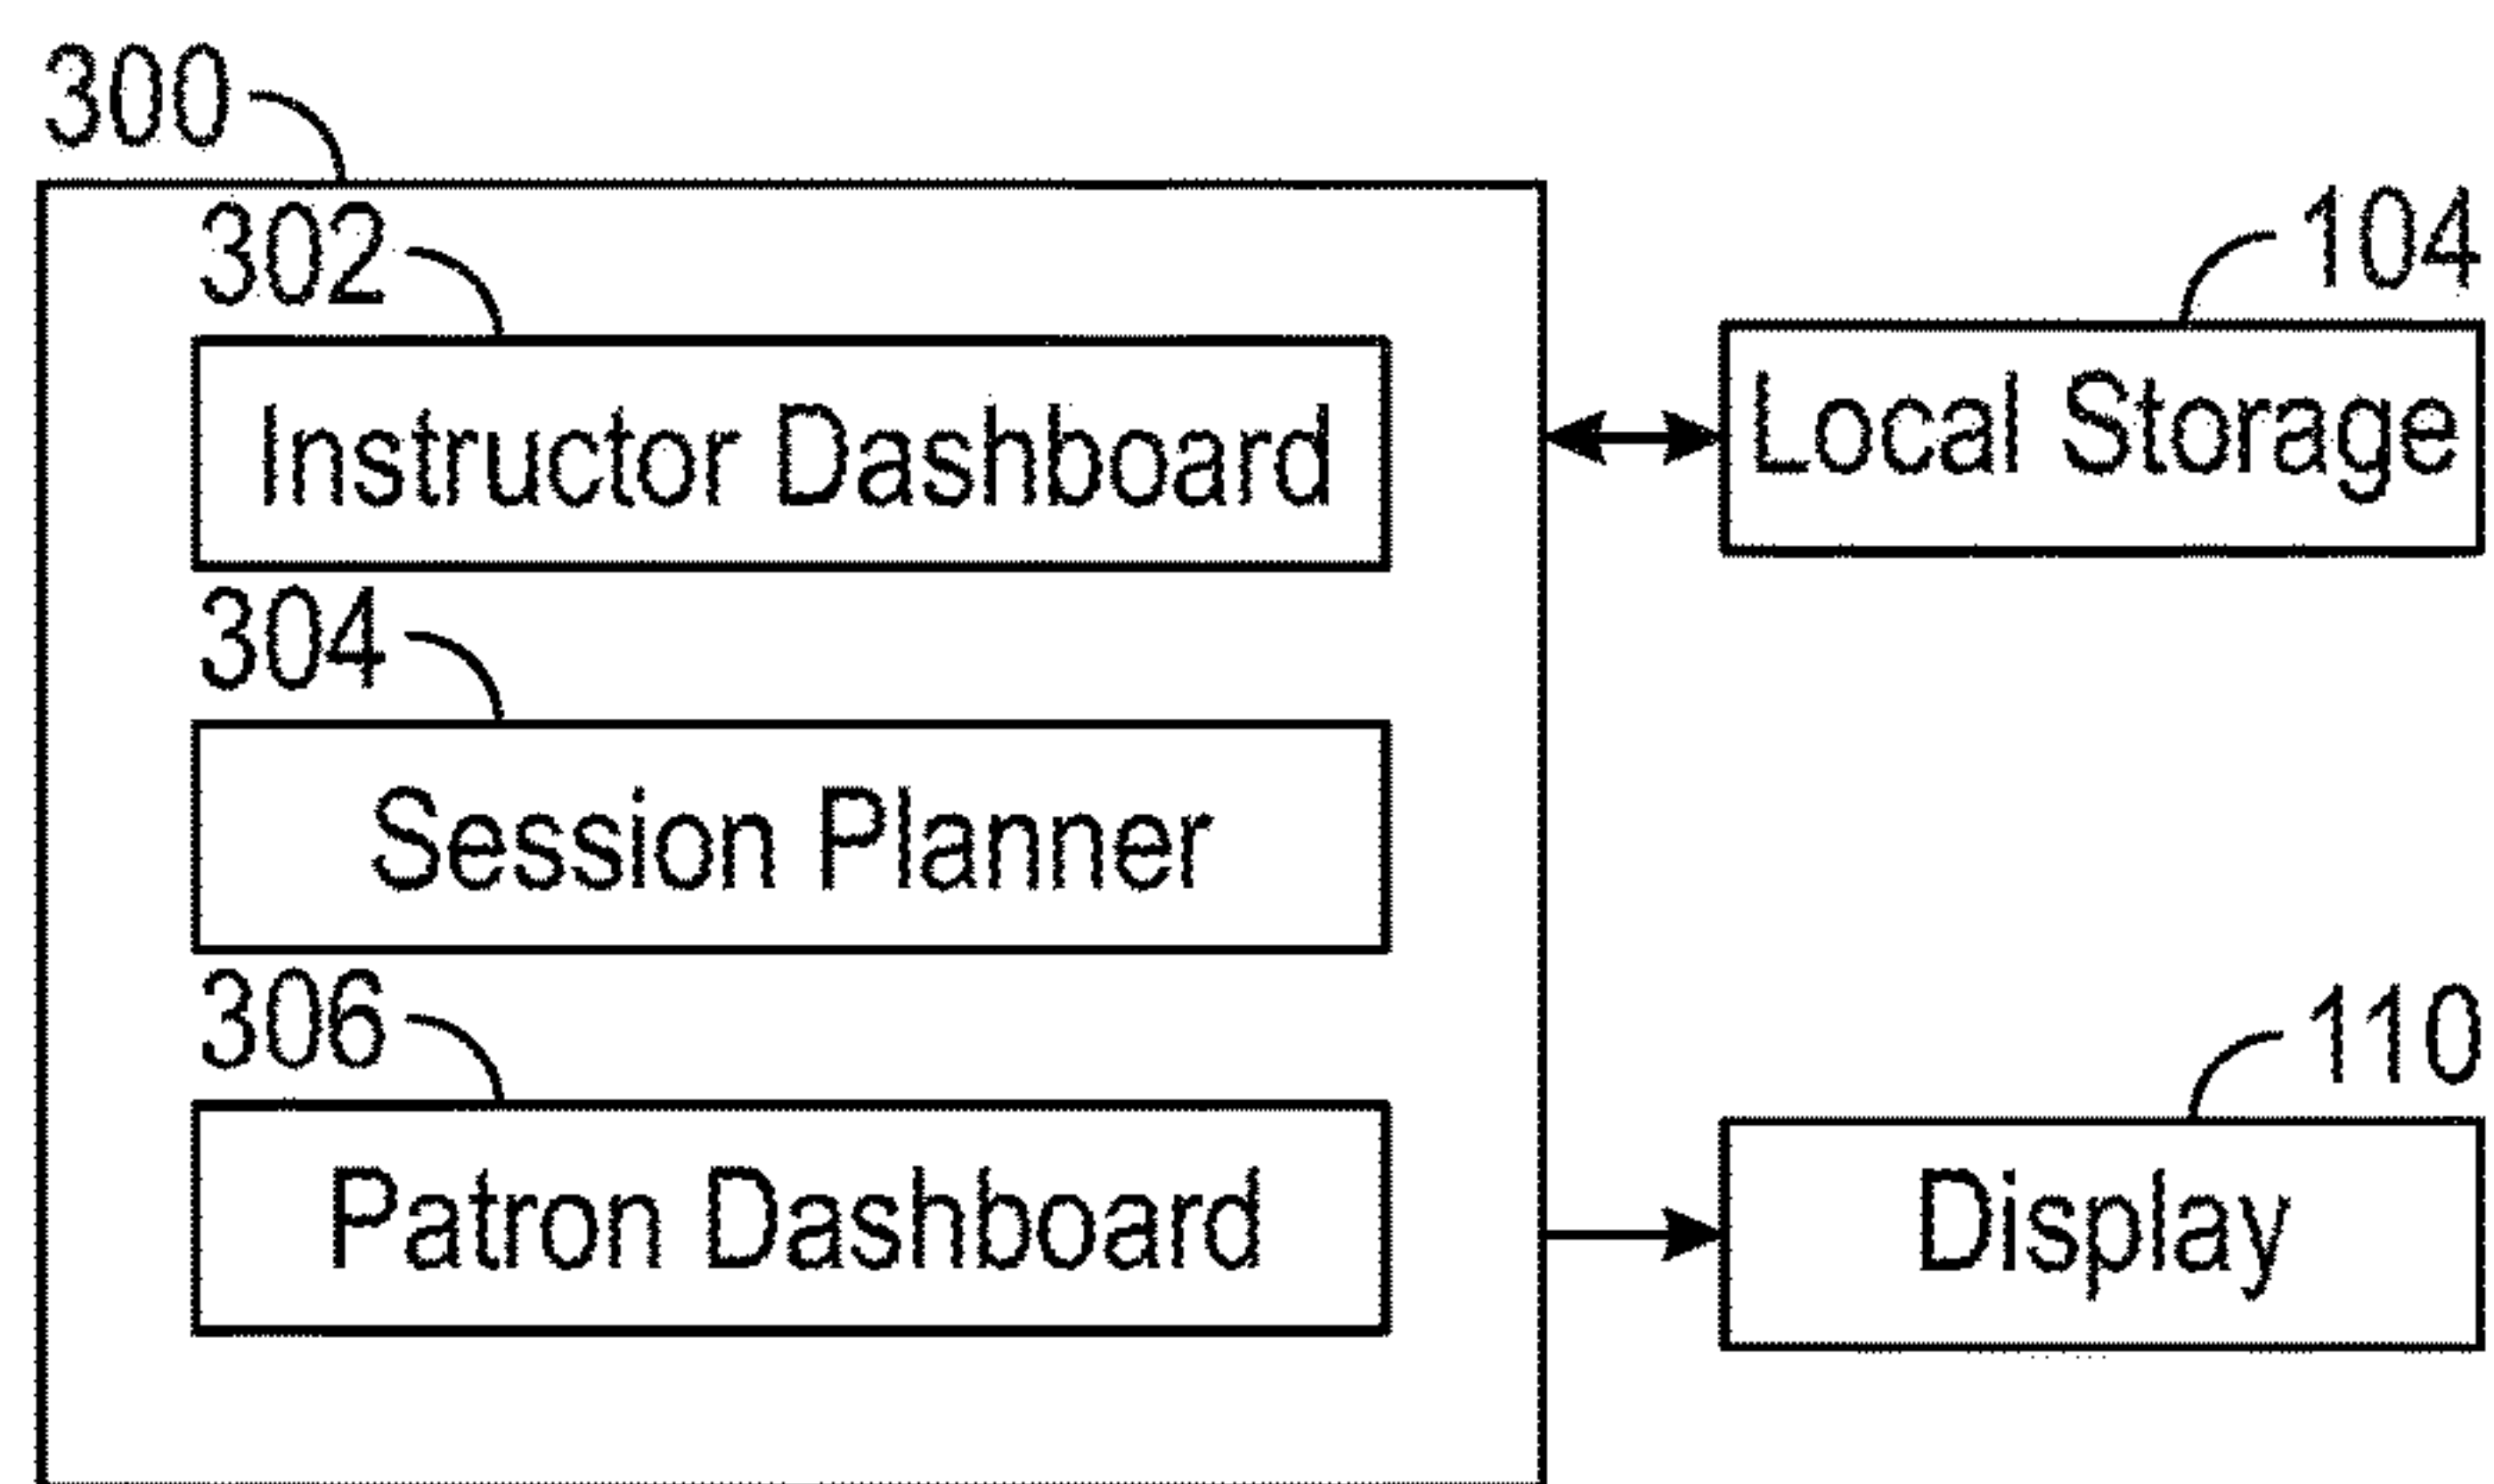 300
302
104
Instructor Dashboard
Local Storage
304
Session Planner
306
110
Patron Dashboard
Display